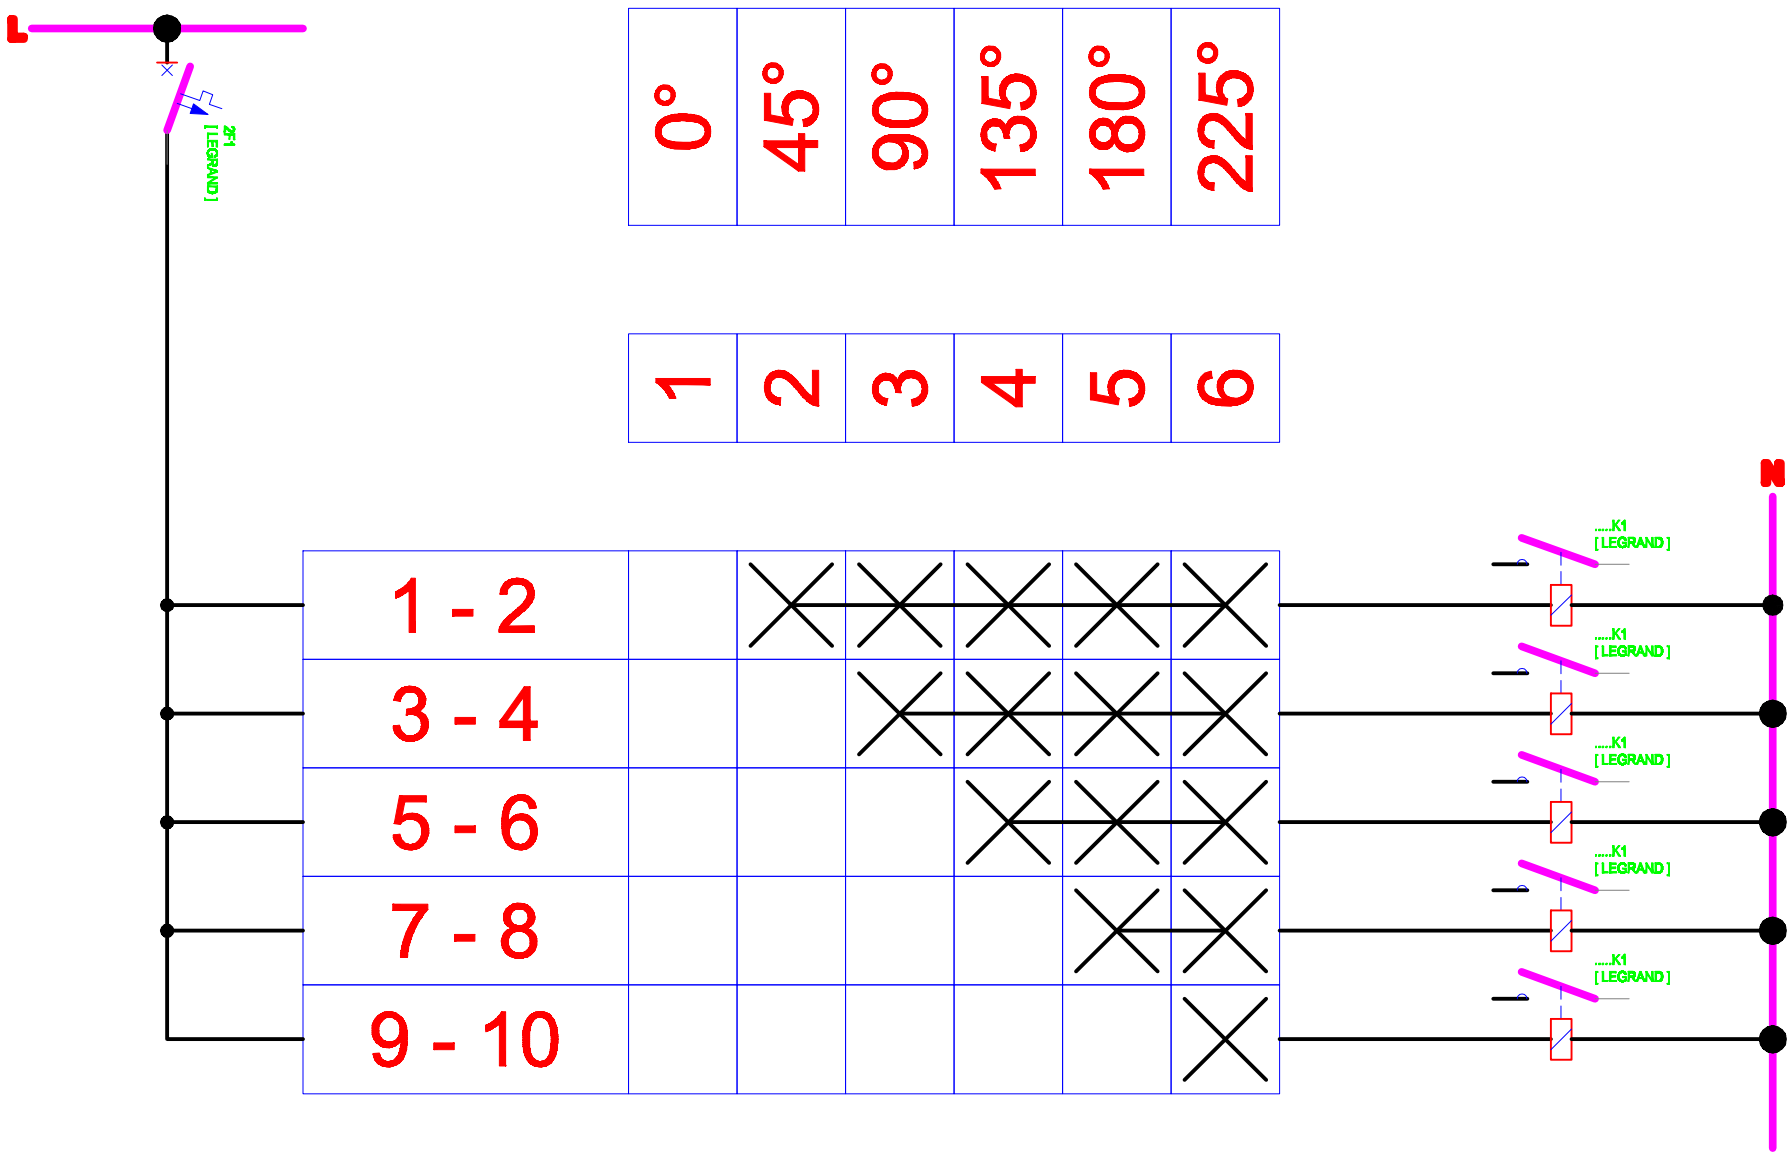 L
0° 45° 90° 135° 180° 225°
2F1
[ LEGRAND ]
1 2 3 4 5 6
N
.....K1
[ LEGRAND ]
1 - 2
.....K1
[ LEGRAND ]
3 - 4
.....K1
[ LEGRAND ]
5 - 6
.....K1
[ LEGRAND ]
7 - 8
.....K1
[ LEGRAND ]
9 - 10